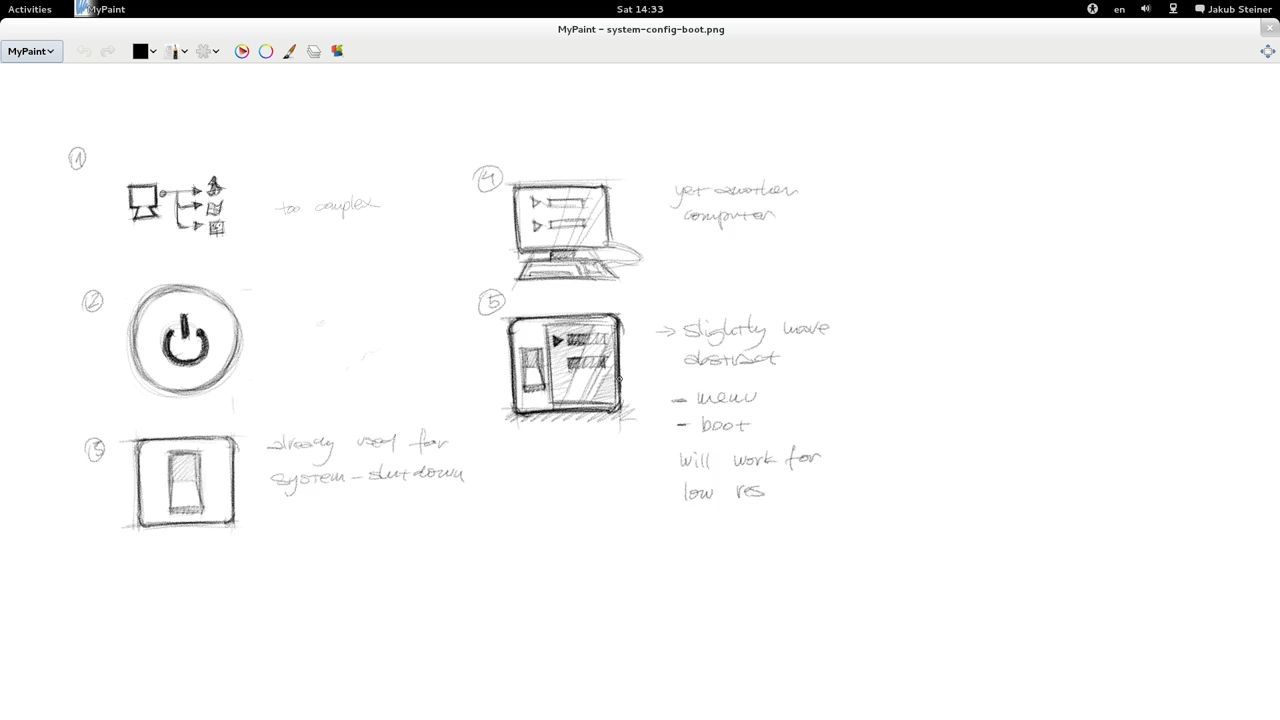 Activities
MyPaint
Sat 14:33
en
Jakub Steiner
MyPaint – system-config-boot.png
MyPaint
1
too complex
2
3
already used for
system - shutdown
4
yet another
computer
5
→ slightly more
abstract
- menu
- boot
will work for
low res